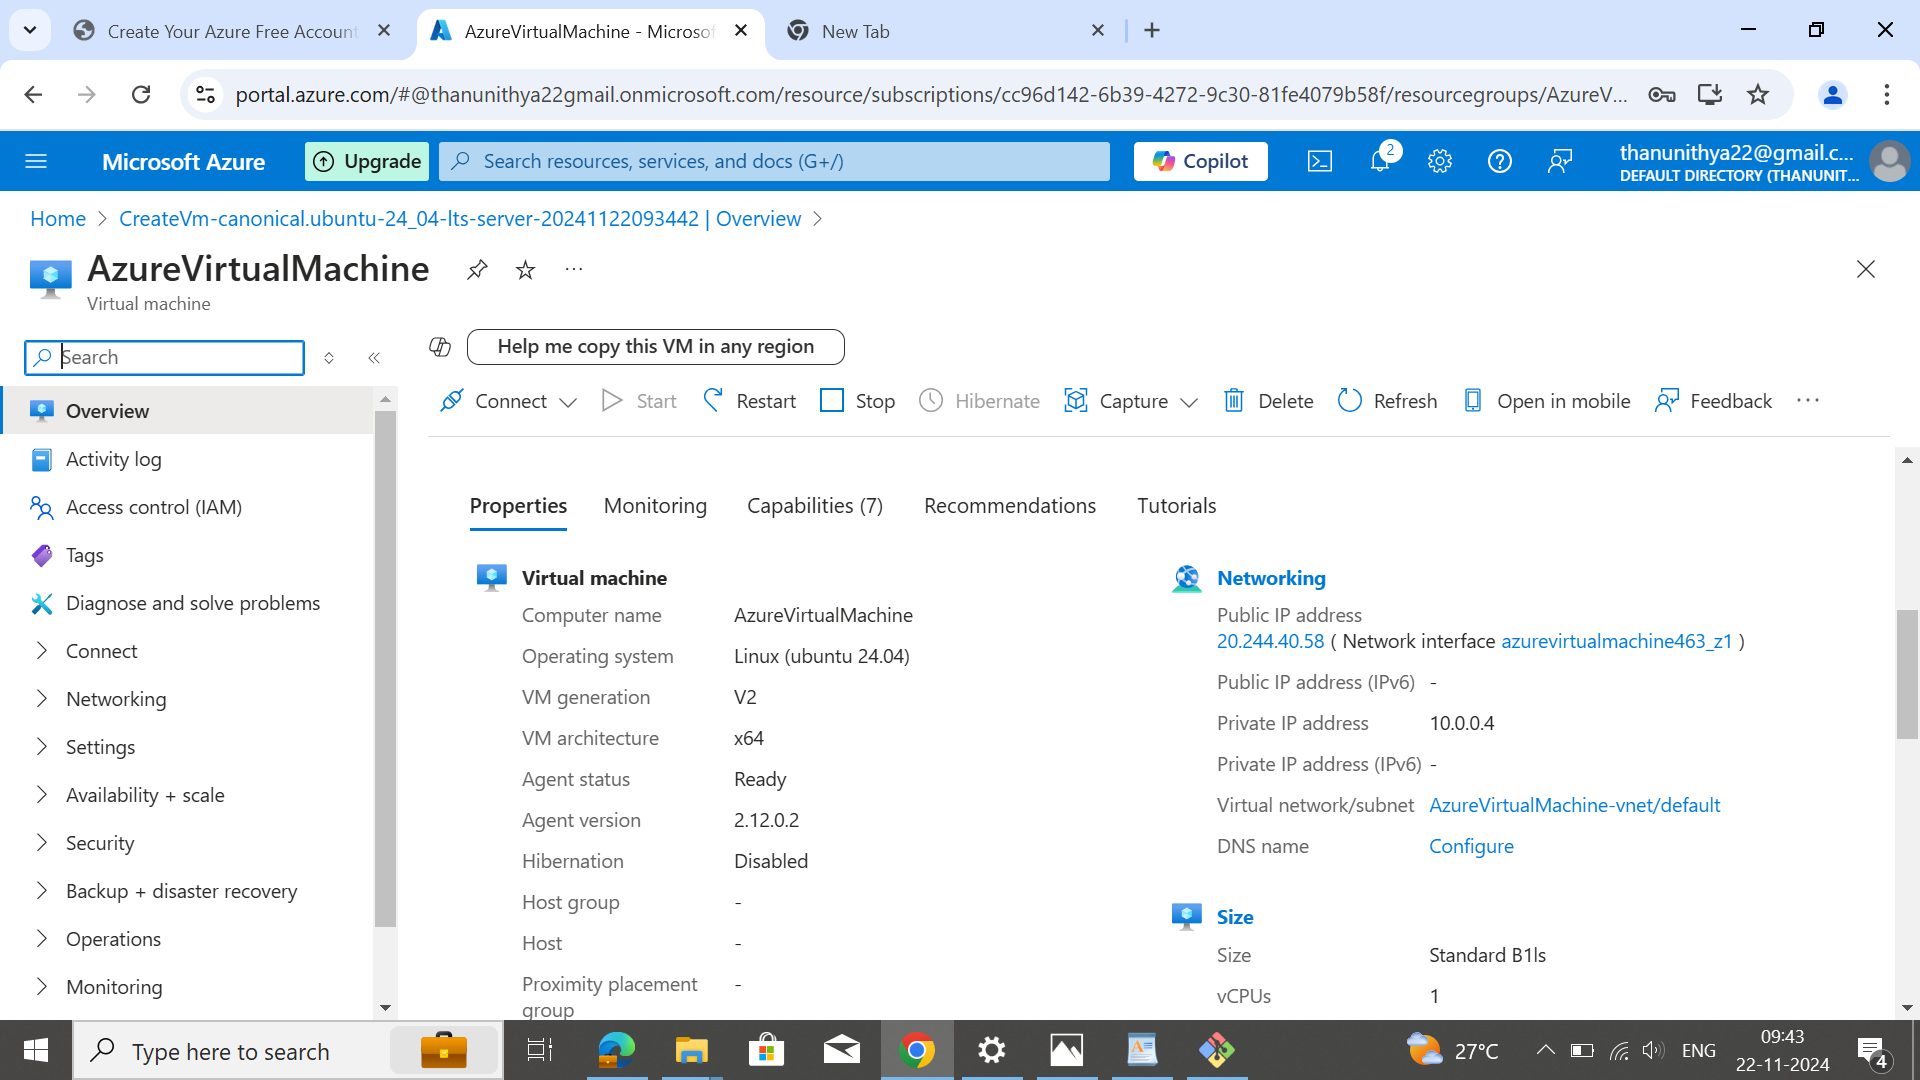 Create Your Azure Free Account
AzureVirtualMachine - Microsof
New Tab
portal.azure.com/#@thanunithya22gmail.onmicrosoft.com/resource/subscriptions/cc96d142-6b39-4272-9c30-81fe4079b58f/resourcegroups/AzureV...
Microsoft Azure
Upgrade
Search resources, services, and docs (G+/)
Copilot
2
thanunithya22@gmail.c...
DEFAULT DIRECTORY (THANUNIT...
Home > CreateVm-canonical.ubuntu-24_04-lts-server-20241122093442 | Overview >
AzureVirtualMachine
Virtual machine
Search
Help me copy this VM in any region
Connect
Start
Restart
Stop
Hibernate
Capture
Delete
Refresh
Open in mobile
Feedback
Overview
Activity log
Access control (IAM)
Tags
Diagnose and solve problems
Connect
Networking
Settings
Availability + scale
Security
Backup + disaster recovery
Operations
Monitoring
Properties
Monitoring
Capabilities (7)
Recommendations
Tutorials
Virtual machine
Computer name AzureVirtualMachine
Operating system Linux (ubuntu 24.04)
VM generation V2
VM architecture x64
Agent status Ready
Agent version 2.12.0.2
Hibernation Disabled
Host group -
Host -
Proximity placement -
group
Networking
Public IP address
20.244.40.58 ( Network interface azurevirtualmachine463_z1 )
Public IP address (IPv6) -
Private IP address 10.0.0.4
Private IP address (IPv6) -
Virtual network/subnet AzureVirtualMachine-vnet/default
DNS name Configure
Size
Size Standard B1ls
vCPUs 1
Type here to search
27°C
ENG
09:43
22-11-2024
4